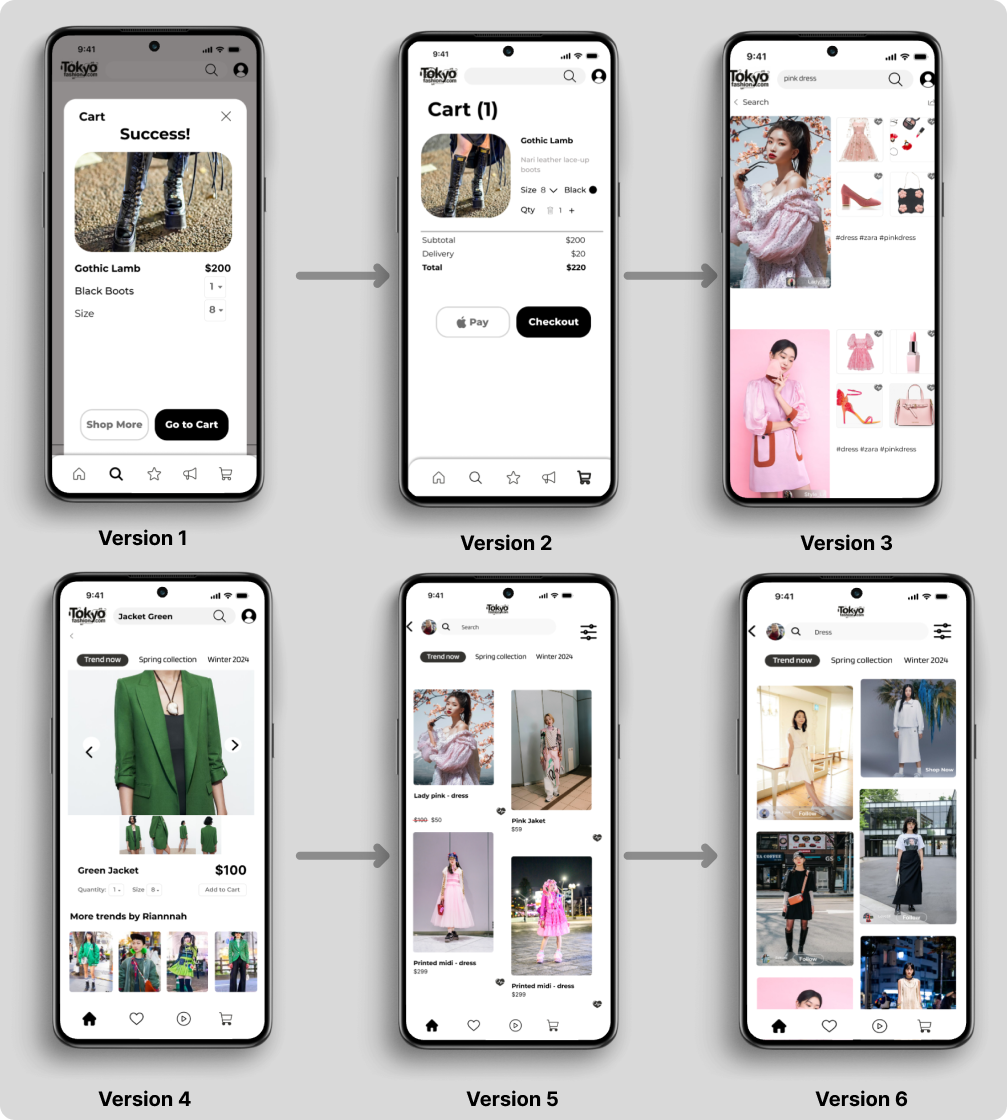 9:41
Tokyo
fashion.com
Cart
Success!
Gothic Lamb $200
Black Boots 1
Size 8
Shop More Go to Cart
Version 1
9:41
Tokyo
fashion.com
Cart (1)
Gothic Lamb
Nari leather lace-up
boots
Size 8 Black
Qty 1 +
Subtotal $200
Delivery $20
Total $220
Pay Checkout
Version 2
9:41
Tokyo
fashion.com
pink dress
Search
Lady
#dress #zara #pinkdress
#dress #zara #pinkdress
Style
Version 3
9:41
Tokyo
fashion.com
Jacket Green
Trend now Spring collection Winter 2024
Green Jacket $100
Quantity: 1 Size 8 Add to Cart
More trends by Riannnah
Version 4
9:41
Tokyo
fashion.com
Search
Trend now Spring collection Winter 2024
Lady pink - dress
$100 $50
Pink Jaket
$59
Printed midi - dress
$299
Printed midi - dress
$299
Version 5
9:41
Tokyo
fashion.com
Dress
Trend now Spring collection Winter 2024
Shop Now
Follow
Follow
Follow
Version 6